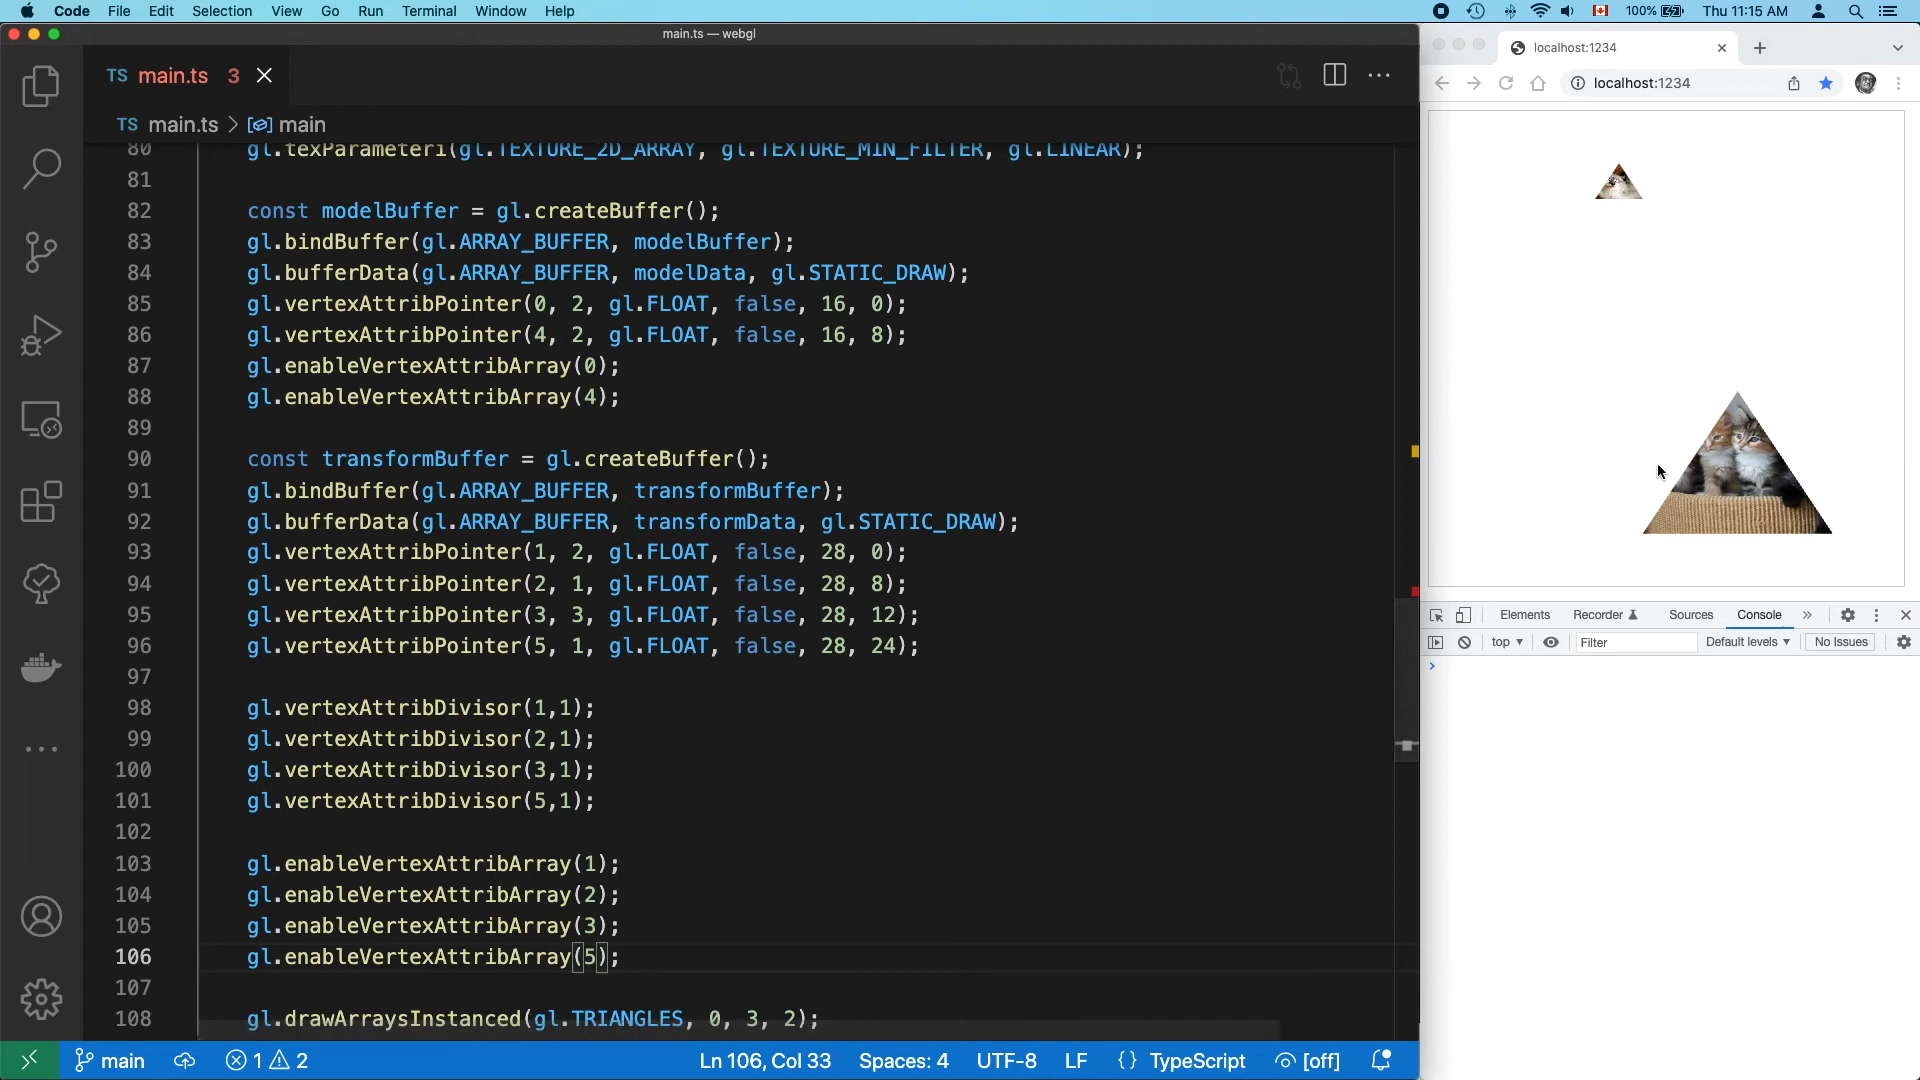 Code File Edit Selection View Go Run Terminal Window Help
100% Thu 11:15 AM
main.ts — webgl
TS main.ts 3
TS main.ts > main
80 gl.texParameteri(gl.TEXTURE_2D_ARRAY, gl.TEXTURE_MIN_FILTER, gl.LINEAR);
81
82 const modelBuffer = gl.createBuffer();
83 gl.bindBuffer(gl.ARRAY_BUFFER, modelBuffer);
84 gl.bufferData(gl.ARRAY_BUFFER, modelData, gl.STATIC_DRAW);
85 gl.vertexAttribPointer(0, 2, gl.FLOAT, false, 16, 0);
86 gl.vertexAttribPointer(4, 2, gl.FLOAT, false, 16, 8);
87 gl.enableVertexAttribArray(0);
88 gl.enableVertexAttribArray(4);
89
90 const transformBuffer = gl.createBuffer();
91 gl.bindBuffer(gl.ARRAY_BUFFER, transformBuffer);
92 gl.bufferData(gl.ARRAY_BUFFER, transformData, gl.STATIC_DRAW);
93 gl.vertexAttribPointer(1, 2, gl.FLOAT, false, 28, 0);
94 gl.vertexAttribPointer(2, 1, gl.FLOAT, false, 28, 8);
95 gl.vertexAttribPointer(3, 3, gl.FLOAT, false, 28, 12);
96 gl.vertexAttribPointer(5, 1, gl.FLOAT, false, 28, 24);
97
98 gl.vertexAttribDivisor(1,1);
99 gl.vertexAttribDivisor(2,1);
100 gl.vertexAttribDivisor(3,1);
101 gl.vertexAttribDivisor(5,1);
102
103 gl.enableVertexAttribArray(1);
104 gl.enableVertexAttribArray(2);
105 gl.enableVertexAttribArray(3);
106 gl.enableVertexAttribArray(5);
107
108 gl.drawArraysInstanced(gl.TRIANGLES, 0, 3, 2);
main 1 2 Ln 106, Col 33 Spaces: 4 UTF-8 LF {} TypeScript [off]
localhost:1234
localhost:1234
Elements Recorder Sources Console »
top Filter Default levels No Issues